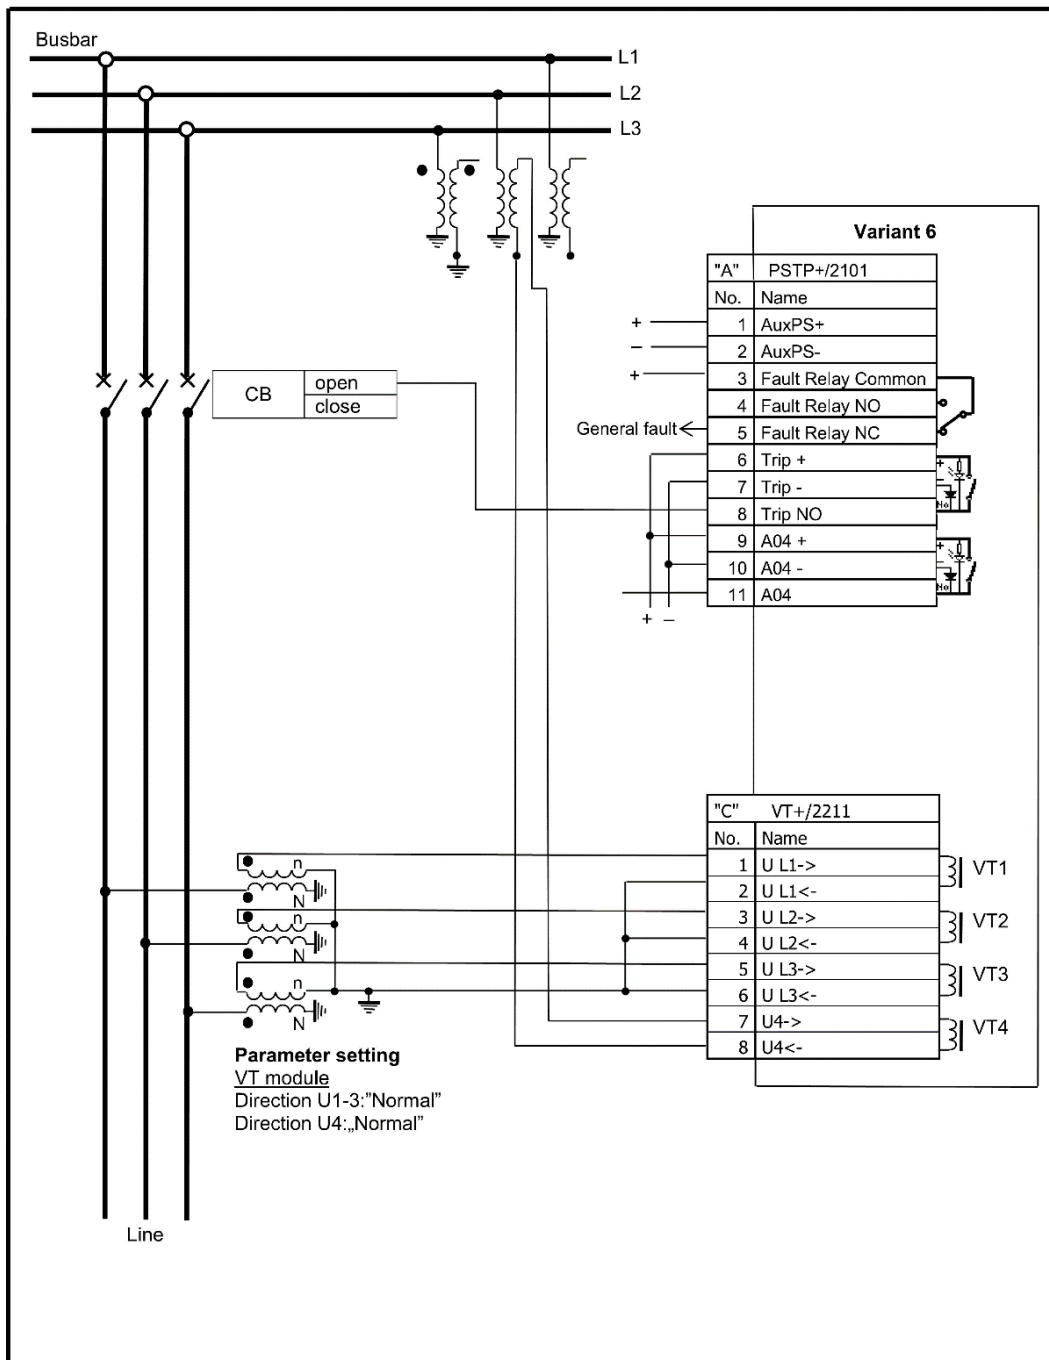 Busbar
L1
L2
L3
Variant 6
"A" PSTP+/2101
No. Name
+ 1 AuxPS+
– 2 AuxPS-
+ 3 Fault Relay Common
4 Fault Relay NO
General fault 5 Fault Relay NC
6 Trip +
7 Trip -
8 Trip NO
9 A04 +
10 A04 -
11 A04
+ –
+
–
No
+
–
No
CB open
close
"C" VT+/2211
No. Name
1 U L1->
2 U L1<-
3 U L2->
4 U L2<-
5 U L3->
6 U L3<-
7 U4->
8 U4<-
VT1
VT2
VT3
VT4
n
N
n
N
n
N
Parameter setting
VT module
Direction U1-3:"Normal”
Direction U4:„Normal”
Line